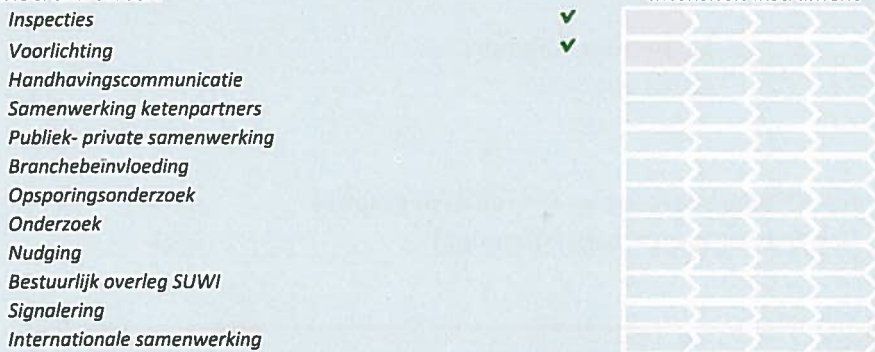 Inspecties ✔
Voorlichting ✔
Handhavingscommunicatie
Samenwerking ketenpartners
Publiek- private samenwerking
Branchebeïnvloeding
Opsporingsonderzoek
Onderzoek
Nudging
Bestuurlijk overleg SUWI
Signalering
Internationale samenwerking